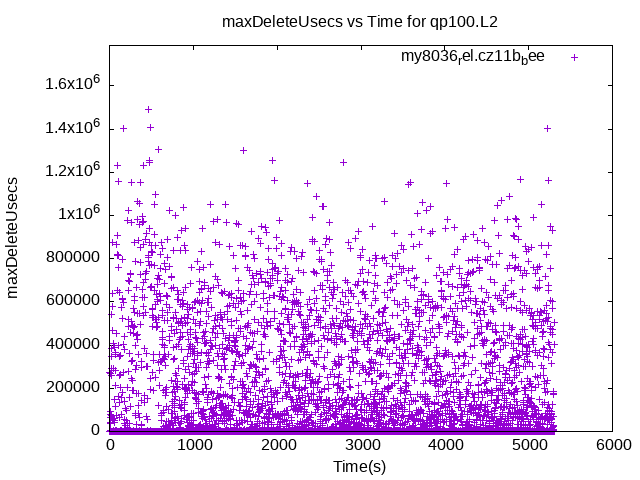 maxDeleteUsecs vs Time for qp100.L2
my8036rel.cz11bbee
1.6x10^6
1.4x10^6
1.2x10^6
1x10^6
800000
600000
400000
200000
0
maxDeleteUsecs
0 1000 2000 3000 4000 5000 6000
Time(s)